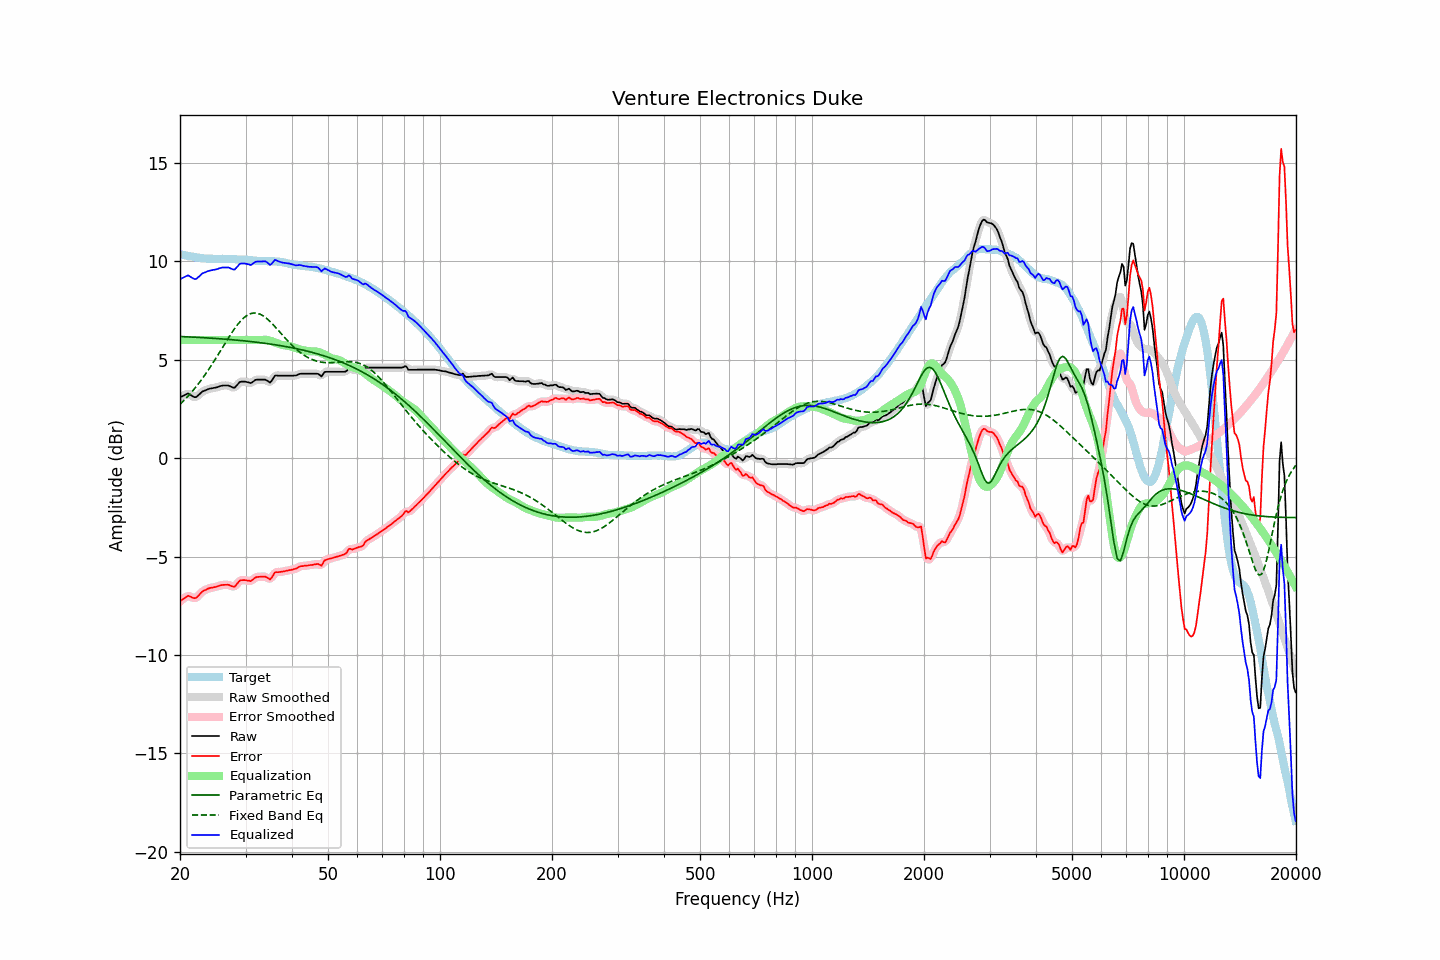 Venture Electronics Duke
Amplitude (dBr)
15
10
5
0
−5
−10
−15
−20
Target
Raw Smoothed
Error Smoothed
Raw
Error
Equalization
Parametric Eq
Fixed Band Eq
Equalized
20 50 100 200 500 1000 2000 5000 10000 20000
Frequency (Hz)